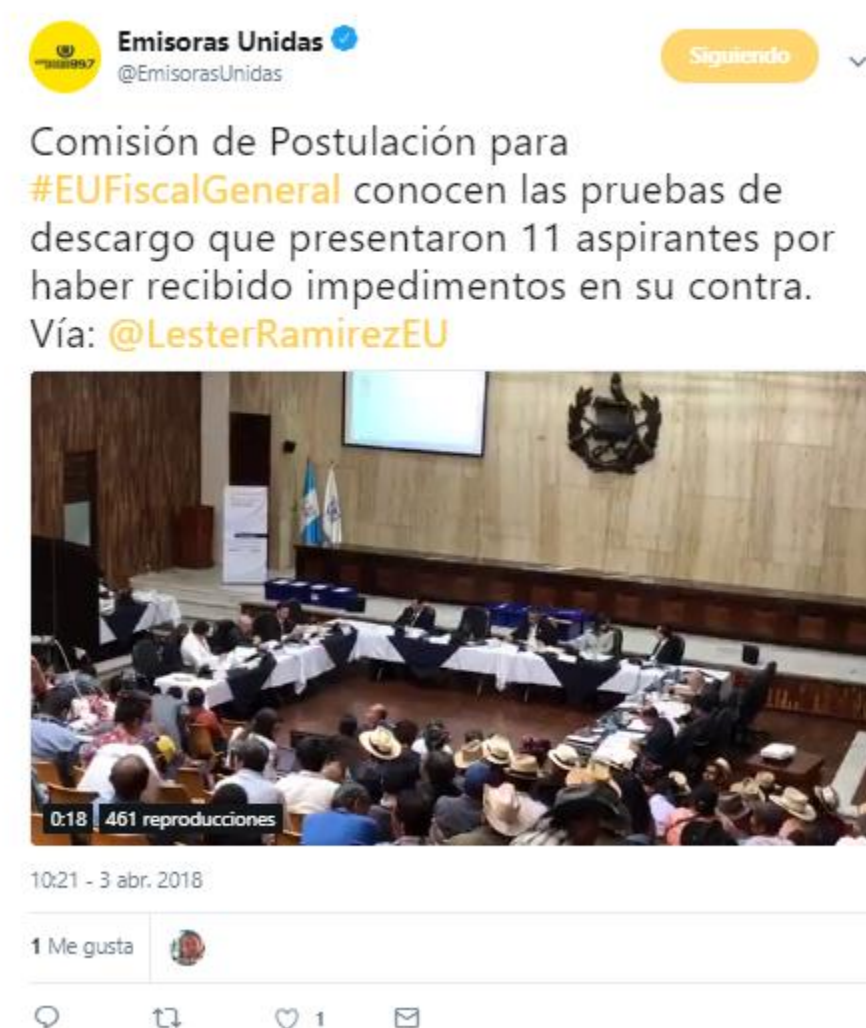 Emisoras Unidas
@EmisorasUnidas
Siguiendo
Comisión de Postulación para
#EUFiscalGeneral conocen las pruebas de
descargo que presentaron 11 aspirantes por
haber recibido impedimentos en su contra.
Vía: @LesterRamirezEU
0:18 461 reproducciones
10:21 - 3 abr. 2018
1 Me gusta
1